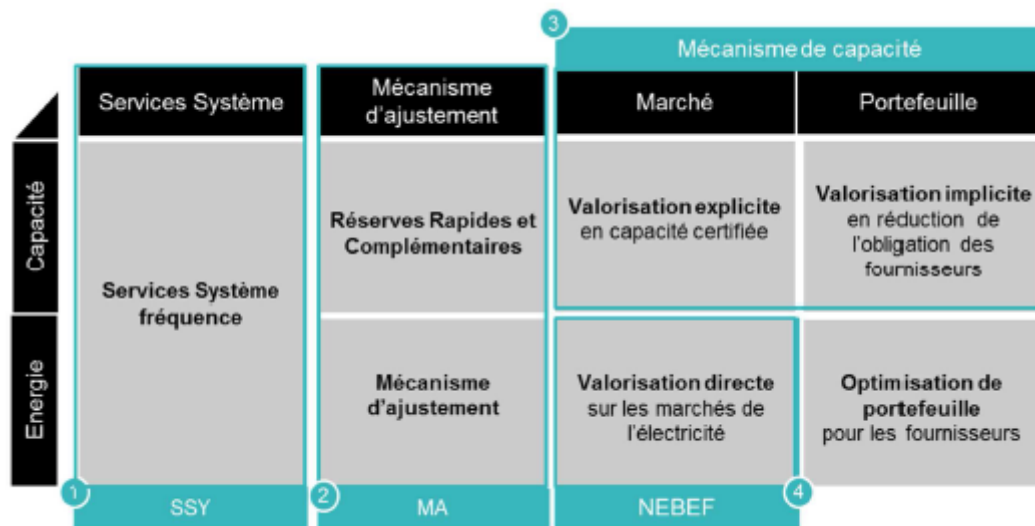 3
Mécanisme de capacité
Services Système
Mécanisme
d'ajustement
Marché
Portefeuille
Capacité
Services Système
fréquence
Réserves Rapides et
Complémentaires
Valorisation explicite
en capacité certifiée
Valorisation implicite
en réduction de
l'obligation des
fournisseurs
Energie
Mécanisme
d'ajustement
Valorisation directe
sur les marchés de
l'électricité
Optimisation de
portefeuille
pour les fournisseurs
1
SSY
2
MA
NEBEF
4